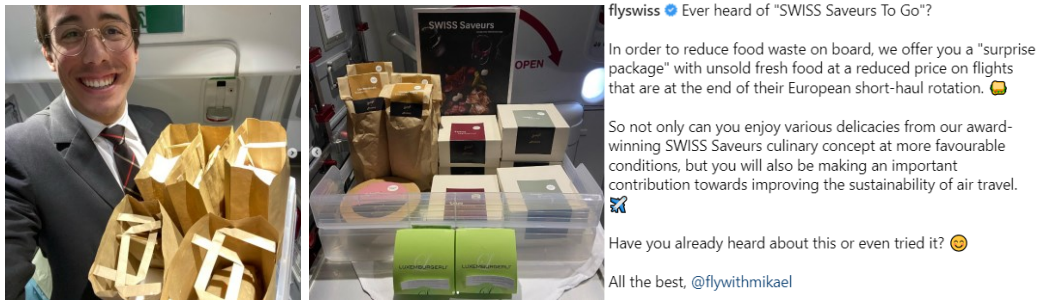 SWISS Saveurs
OPEN
LUXEMBURGERLI
LUXEMBURGERLI
flyswiss Ever heard of "SWISS Saveurs To Go"?
In order to reduce food waste on board, we offer you a "surprise
package" with unsold fresh food at a reduced price on flights
that are at the end of their European short-haul rotation. 🥪
So not only can you enjoy various delicacies from our award-
winning SWISS Saveurs culinary concept at more favourable
conditions, but you will also be making an important
contribution towards improving the sustainability of air travel.
✈️
Have you already heard about this or even tried it? 😊
All the best, @flywithmikael